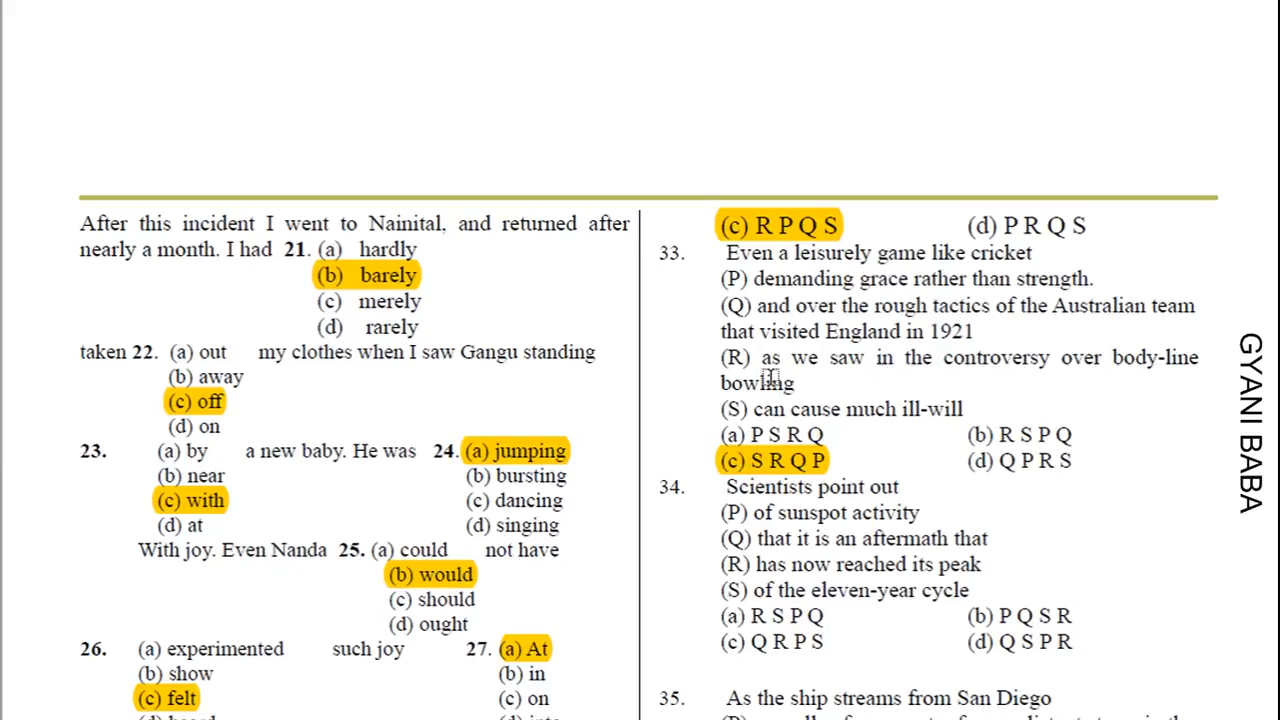 After this incident I went to Nainital, and returned after
nearly a month. I had 21. (a) hardly
(b) barely
(c) merely
(d) rarely
taken 22. (a) out my clothes when I saw Gangu standing
(b) away
(c) off
(d) on
23. (a) by a new baby. He was 24. (a) jumping
(b) near (b) bursting
(c) with (c) dancing
(d) at (d) singing
With joy. Even Nanda 25. (a) could not have
(b) would
(c) should
(d) ought
26. (a) experimented such joy 27. (a) At
(b) show (b) in
(c) felt (c) on
(c) R P Q S (d) P R Q S
33. Even a leisurely game like cricket
(P) demanding grace rather than strength.
(Q) and over the rough tactics of the Australian team
that visited England in 1921
(R) as we saw in the controversy over body-line
bowling
(S) can cause much ill-will
(a) P S R Q (b) R S P Q
(c) S R Q P (d) Q P R S
34. Scientists point out
(P) of sunspot activity
(Q) that it is an aftermath that
(R) has now reached its peak
(S) of the eleven-year cycle
(a) R S P Q (b) P Q S R
(c) Q R P S (d) Q S P R
35. As the ship streams from San Diego
GYANI BABA